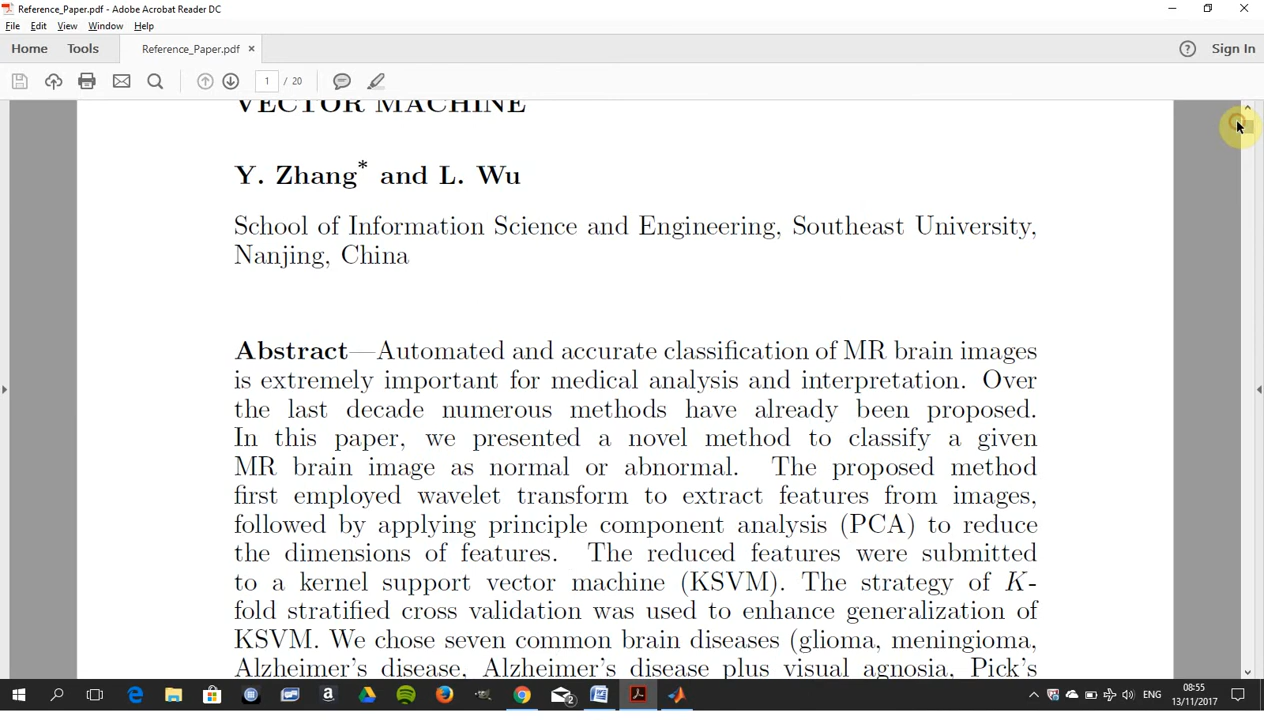 Reference_Paper.pdf - Adobe Acrobat Reader DC
File Edit View Window Help
Home Tools Reference_Paper.pdf × ? Sign In
1 / 20
VECTOR MACHINE
Y. Zhang* and L. Wu
School of Information Science and Engineering, Southeast University,
Nanjing, China
Abstract—Automated and accurate classification of MR brain images
is extremely important for medical analysis and interpretation. Over
the last decade numerous methods have already been proposed.
In this paper, we presented a novel method to classify a given
MR brain image as normal or abnormal. The proposed method
first employed wavelet transform to extract features from images,
followed by applying principle component analysis (PCA) to reduce
the dimensions of features. The reduced features were submitted
to a kernel support vector machine (KSVM). The strategy of K-
fold stratified cross validation was used to enhance generalization of
KSVM. We chose seven common brain diseases (glioma, meningioma,
Alzheimer's disease, Alzheimer's disease plus visual agnosia, Pick's
2 ENG 08:55
13/11/2017